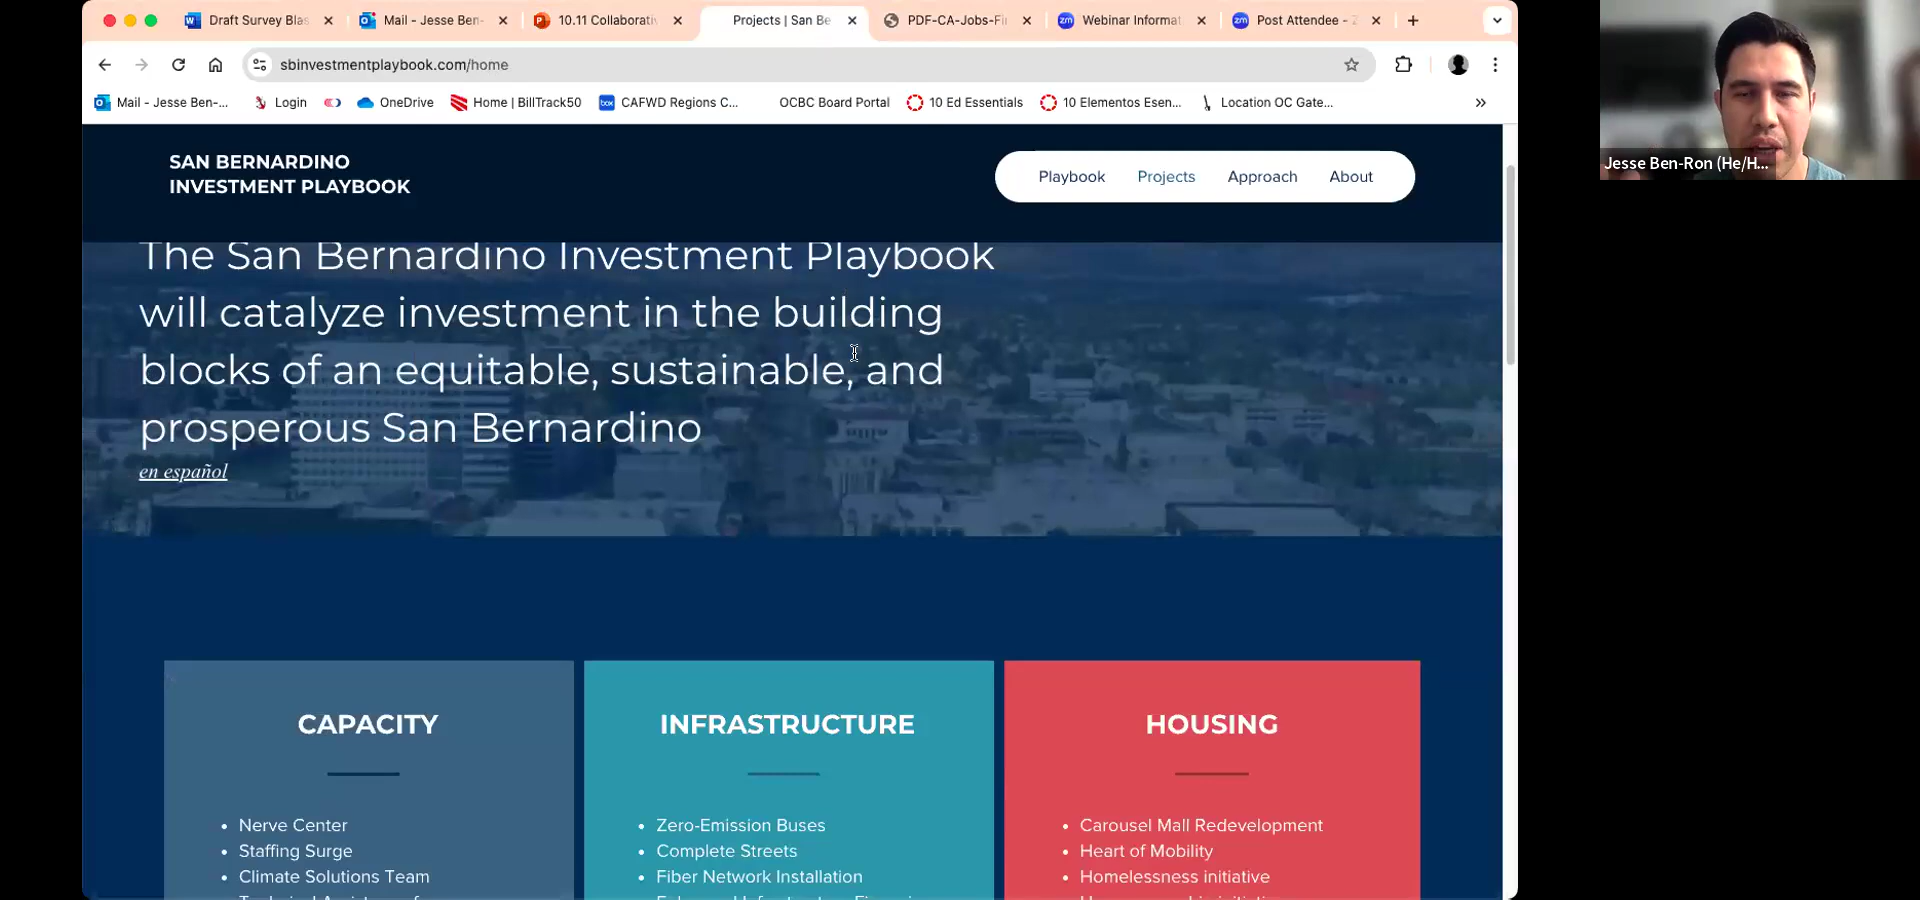 Draft Survey Blas
Mail - Jesse Ben-
10.11 Collaborati
Projects | San Be
PDF-CA-Jobs-Fi
Webinar Informat
Post Attendee - Z
sbinvestmentplaybook.com/home
Mail - Jesse Ben-...
Login
OneDrive
Home | BillTrack50
box
CAFWD Regions C...
OCBC Board Portal
10 Ed Essentials
10 Elementos Esen...
Location OC Gate...
»
SAN BERNARDINO
INVESTMENT PLAYBOOK
Playbook
Projects
Approach
About
The San Bernardino Investment Playbook
will catalyze investment in the building
blocks of an equitable, sustainable, and
prosperous San Bernardino
en español
CAPACITY
• Nerve Center
• Staffing Surge
• Climate Solutions Team
INFRASTRUCTURE
• Zero-Emission Buses
• Complete Streets
• Fiber Network Installation
HOUSING
• Carousel Mall Redevelopment
• Heart of Mobility
• Homelessness initiative
Jesse Ben-Ron (He/H...